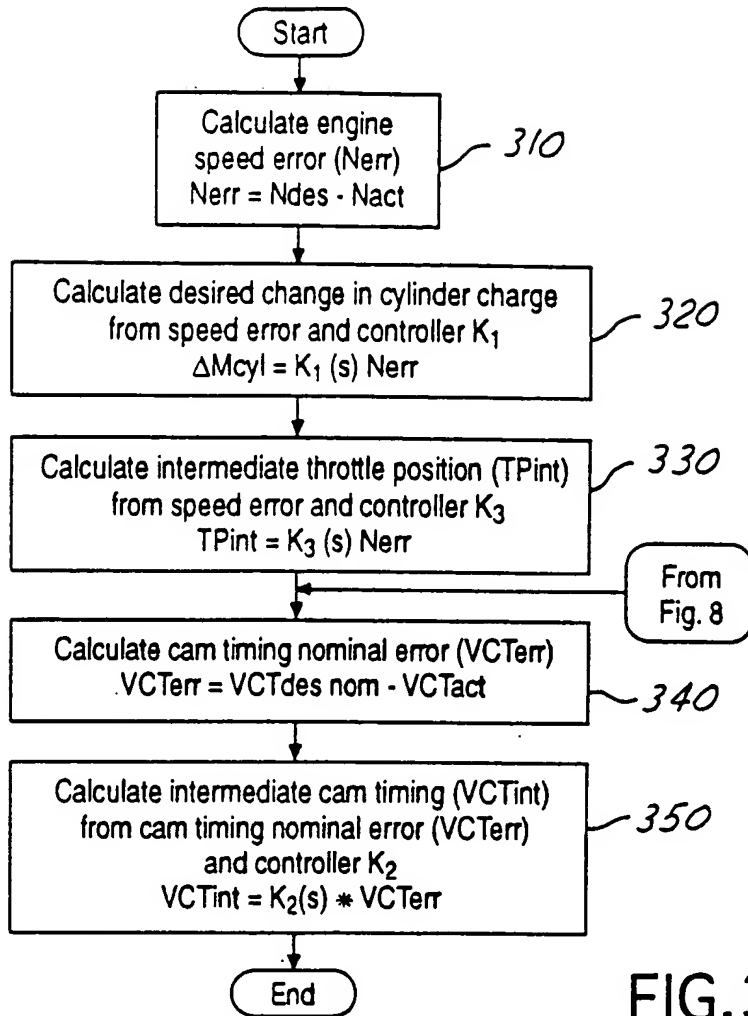 Start
Calculate engine
speed error (Nerr)
Nerr = Ndes - Nact
310
Calculate desired change in cylinder charge
from speed error and controller K₁
ΔMcyl = K₁ (s) Nerr
320
Calculate intermediate throttle position (TPint)
from speed error and controller K₃
TPint = K₃ (s) Nerr
330
From
Fig. 8
Calculate cam timing nominal error (VCTerr)
VCTerr = VCTdes nom - VCTact
340
Calculate intermediate cam timing (VCTint)
from cam timing nominal error (VCTerr)
and controller K₂
VCTint = K₂(s) * VCTerr
350
End